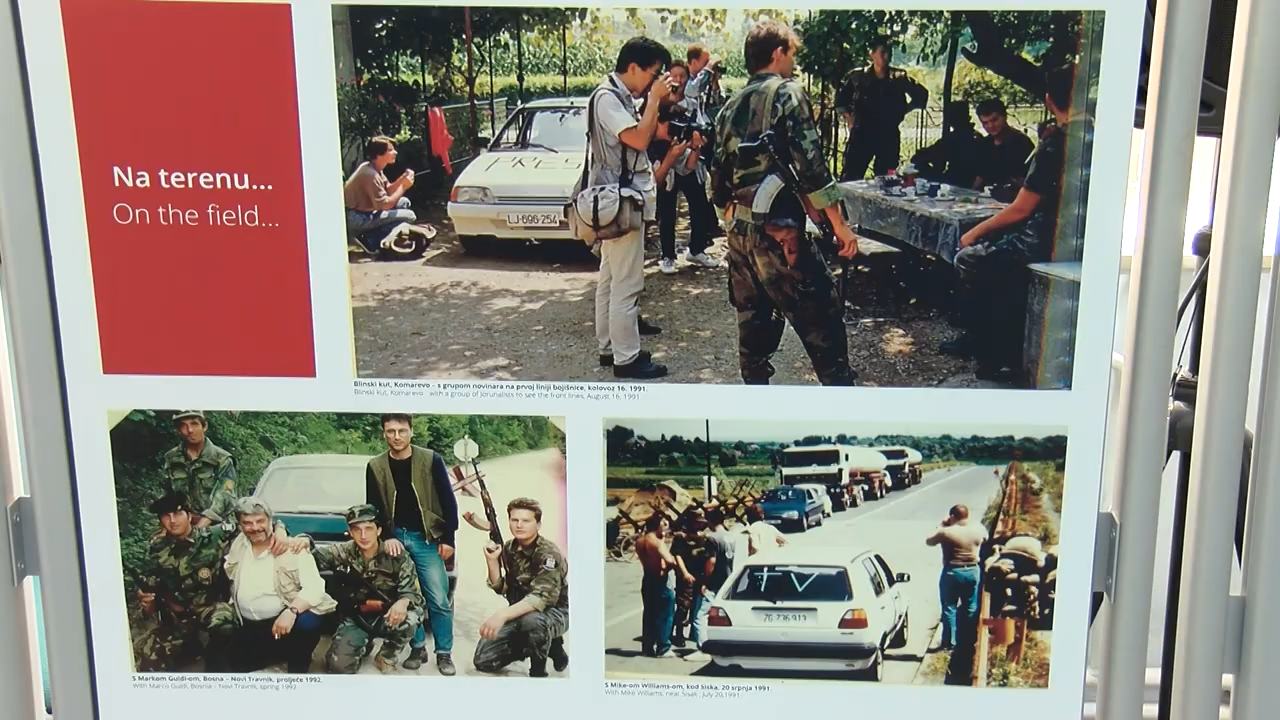 Na terenu...
On the field...
PRESS
LJ·696·254
Blinski kut, Komarevo – s grupom novinara na prvoj liniji bojišnice, kolovoz 16. 1991.
Blinski kut, Komarevo - with a group of Jorunalists to see the front lines, August 16, 1991
S Markom Guidi-om, Bosna – Novi Travnik, proljeće 1992.
With Marco Guidi, Bosna - Novi Travnik, spring 1992
TV
S Mike-om Williams-om, kod Siska, 20 srpnja 1991.
With Mike Williams, near Sisak, July 20,1991